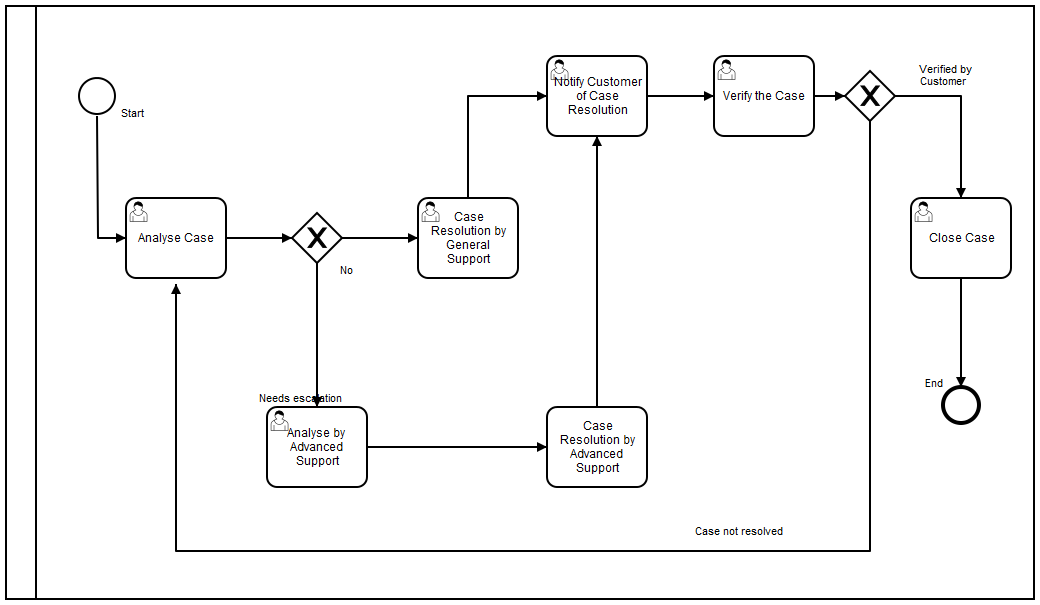 Start
Analyse Case
No
Case
Resolution by
General
Support
Notify Customer
of Case
Resolution
Verify the Case
Verified by
Customer
Close Case
End
Needs escalation
Analyse by
Advanced
Support
Case
Resolution by
Advanced
Support
Case not resolved